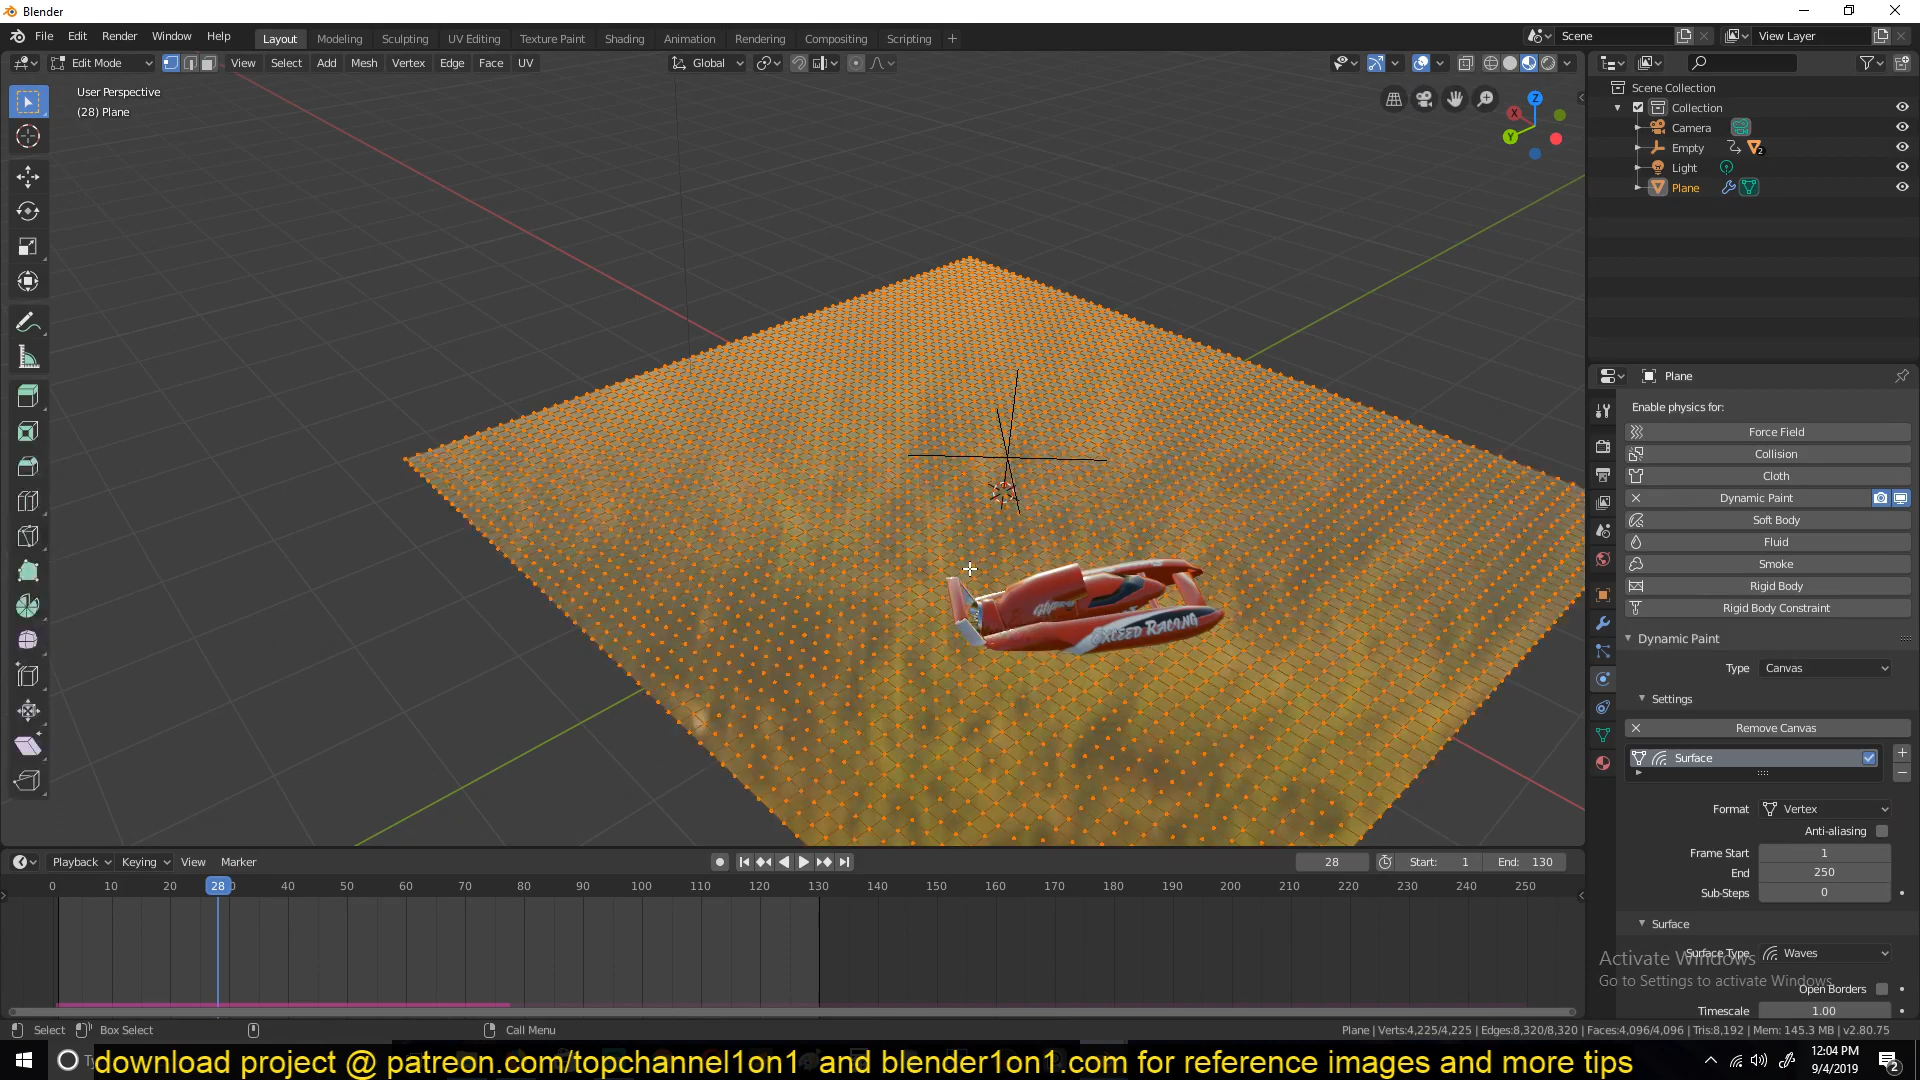 Blender
File Edit Render Window Help
Layout Modeling Sculpting UV Editing Texture Paint Shading Animation Rendering Compositing Scripting +
Scene
View Layer
Edit Mode View Select Add Mesh Vertex Edge Face UV
Global
User Perspective
(28) Plane
Z
X
Y
Scene Collection
Collection
Camera
Empty 2
Light
Plane
EXCEED RACING
Plane
Enable physics for:
Force Field
Collision
Cloth
Dynamic Paint
Soft Body
Fluid
Smoke
Rigid Body
Rigid Body Constraint
Dynamic Paint
Type Canvas
Settings
Remove Canvas
Surface
Format Vertex
Anti-aliasing
Frame Start 1
End 250
Sub-Steps 0
Surface
Surface Type Waves
Open Borders
Timescale 1.00
Activate Windows
Go to Settings to activate Windows.
Playback Keying View Marker
28 Start: 1 End: 130
0 10 20 28 40 50 60 70 80 90 100 110 120 130 140 150 160 170 180 190 200 210 220 230 240 250
Select Box Select Call Menu
Plane | Verts:4,225/4,225 | Edges:8,320/8,320 | Faces:4,096/4,096 | Tris:8,192 | Mem: 145.3 MB | v2.80.75
download project @ patreon.com/topchannel1on1 and blender1on1.com for reference images and more tips
12:04 PM
9/4/2019
2